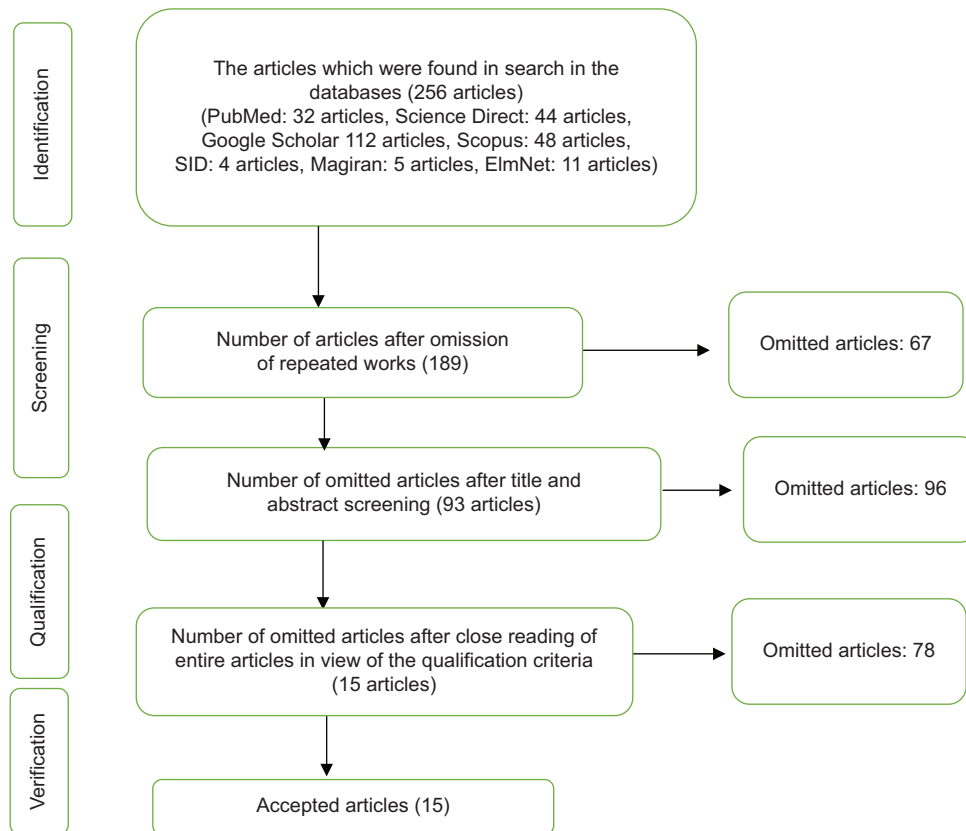 Identification
The articles which were found in search in the
databases (256 articles)
(PubMed: 32 articles, Science Direct: 44 articles,
Google Scholar 112 articles, Scopus: 48 articles,
SID: 4 articles, Magiran: 5 articles, ElmNet: 11 articles)
Screening
Number of articles after omission
of repeated works (189)
Omitted articles: 67
Number of omitted articles after title and
abstract screening (93 articles)
Omitted articles: 96
Qualification
Number of omitted articles after close reading of
entire articles in view of the qualification criteria
(15 articles)
Omitted articles: 78
Verification
Accepted articles (15)